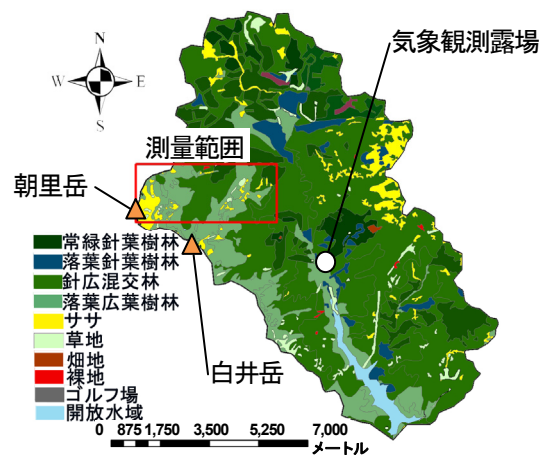 気象観測露場
N
W E
S
測量範囲
朝里岳
常緑針葉樹林
落葉針葉樹林
針広混交林
落葉広葉樹林
ササ
草地
畑地
裸地
ゴルフ場
開放水域
白井岳
0 875 1,750 3,500 5,250 7,000
メートル